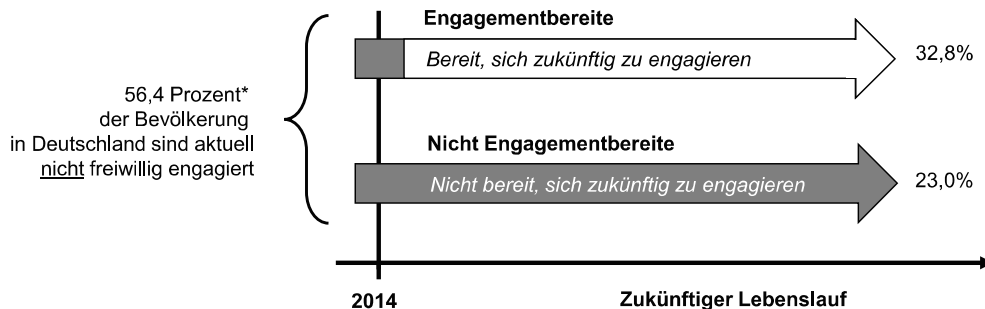 Engagementbereite
Bereit, sich zukünftig zu engagieren
32,8%
56,4 Prozent*
der Bevölkerung
in Deutschland sind aktuell
nicht freiwillig engagiert
Nicht Engagementbereite
Nicht bereit, sich zukünftig zu engagieren
23,0%
2014
Zukünftiger Lebenslauf